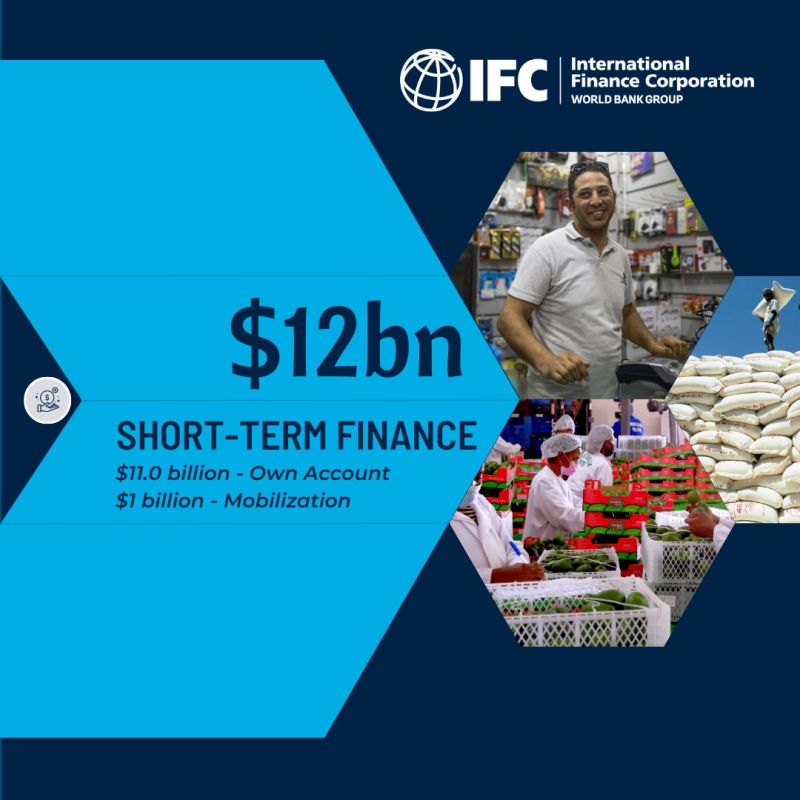 IFC
International
Finance Corporation
WORLD BANK GROUP
$12bn
SHORT-TERM FINANCE
$11.0 billion - Own Account
$1 billion - Mobilization